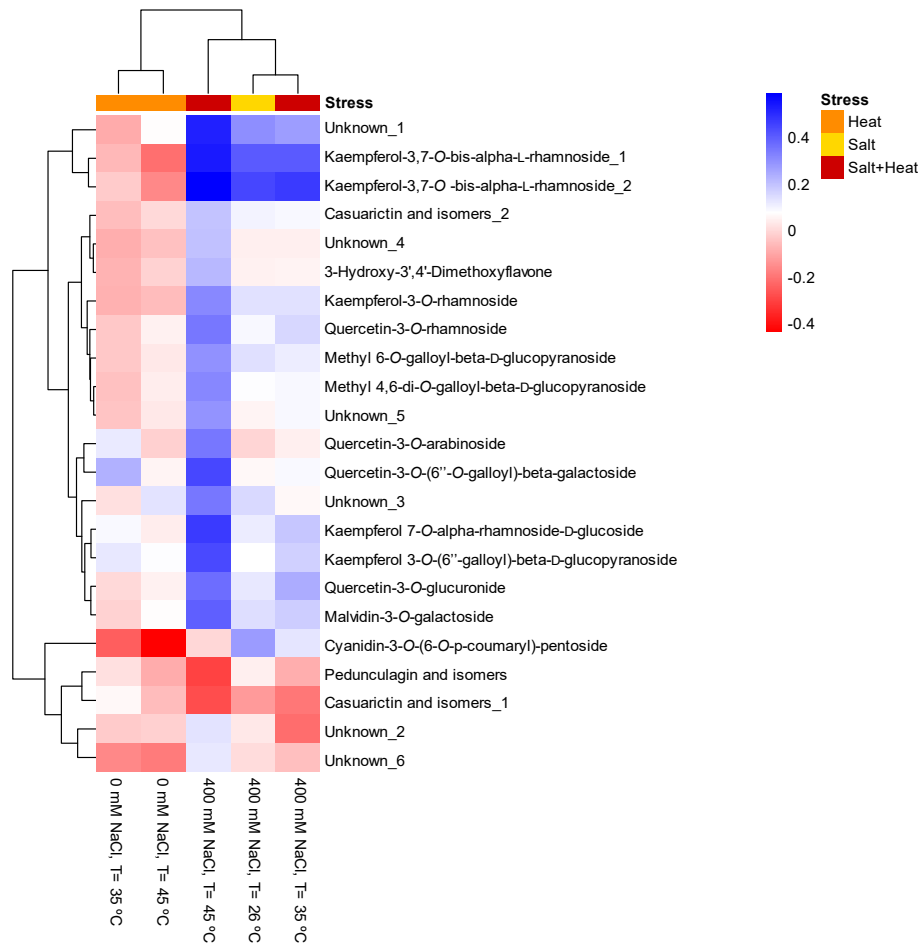 Stress
Unknown_1
Kaempferol-3,7-O-bis-alpha-L-rhamnoside_1
Kaempferol-3,7-O -bis-alpha-L-rhamnoside_2
Casuarictin and isomers_2
Unknown_4
3-Hydroxy-3',4'-Dimethoxyflavone
Kaempferol-3-O-rhamnoside
Quercetin-3-O-rhamnoside
Methyl 6-O-galloyl-beta-D-glucopyranoside
Methyl 4,6-di-O-galloyl-beta-D-glucopyranoside
Unknown_5
Quercetin-3-O-arabinoside
Quercetin-3-O-(6''-O-galloyl)-beta-galactoside
Unknown_3
Kaempferol 7-O-alpha-rhamnoside-D-glucoside
Kaempferol 3-O-(6''-galloyl)-beta-D-glucopyranoside
Quercetin-3-O-glucuronide
Malvidin-3-O-galactoside
Cyanidin-3-O-(6-O-p-coumaryl)-pentoside
Pedunculagin and isomers
Casuarictin and isomers_1
Unknown_2
Unknown_6
0 mM NaCl, T= 35 ºC
0 mM NaCl, T= 45 ºC
400 mM NaCl, T= 45 ºC
400 mM NaCl, T= 26 ºC
400 mM NaCl, T= 35 ºC
0.4
0.2
0
-0.2
-0.4
Stress
Heat
Salt
Salt+Heat